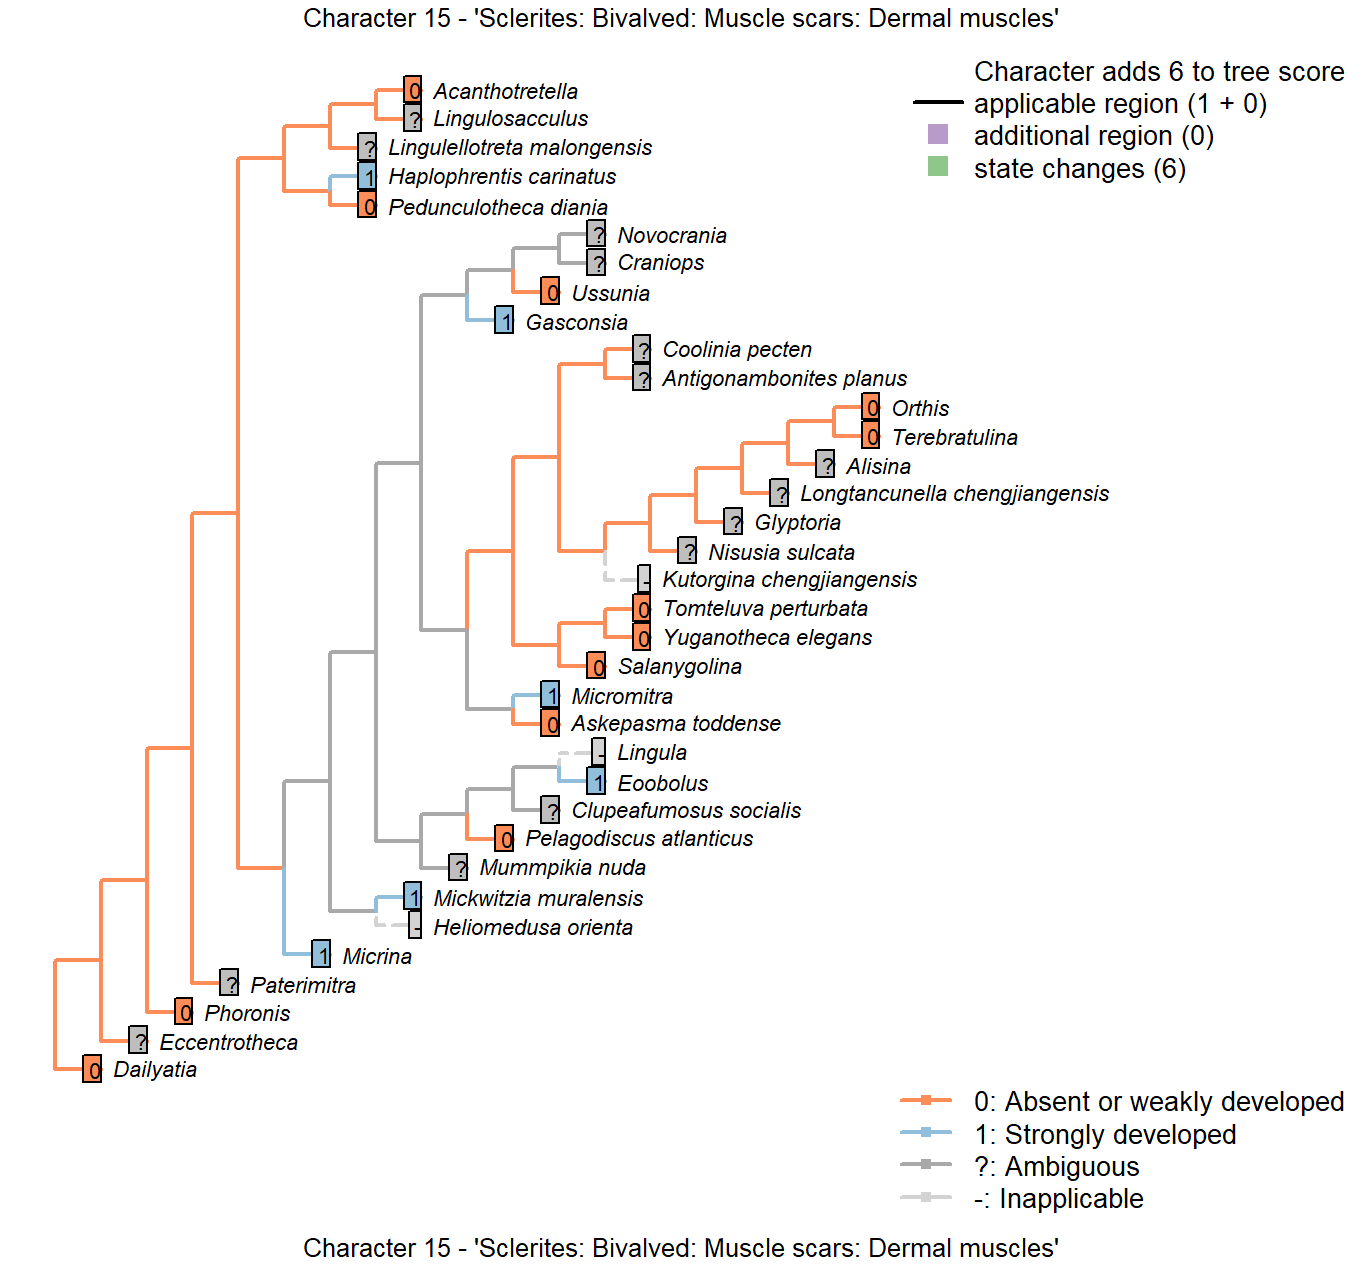 Character 15 - 'Sclerites: Bivalved: Muscle scars: Dermal muscles'
Character adds 6 to tree score
applicable region (1 + 0)
additional region (0)
state changes (6)
0 Acanthotretella
? Lingulosacculus
? Lingulellotreta malongensis
1 Haplophrentis carinatus
0 Pedunculotheca diania
? Novocrania
? Craniops
0 Ussunia
1 Gasconsia
? Coolinia pecten
? Antigonambonites planus
0 Orthis
0 Terebratulina
? Alisina
? Longtancunella chengjiangensis
? Glyptoria
? Nisusia sulcata
- Kutorgina chengjiangensis
0 Tomteluva perturbata
0 Yuganotheca elegans
0 Salanygolina
1 Micromitra
0 Askepasma toddense
- Lingula
1 Eoobolus
? Clupeafumosus socialis
0 Pelagodiscus atlanticus
? Mummpikia nuda
1 Mickwitzia muralensis
- Heliomedusa orienta
1 Micrina
? Paterimitra
0 Phoronis
? Eccentrotheca
0 Dailyatia
0: Absent or weakly developed
1: Strongly developed
?: Ambiguous
-: Inapplicable
Character 15 - 'Sclerites: Bivalved: Muscle scars: Dermal muscles'